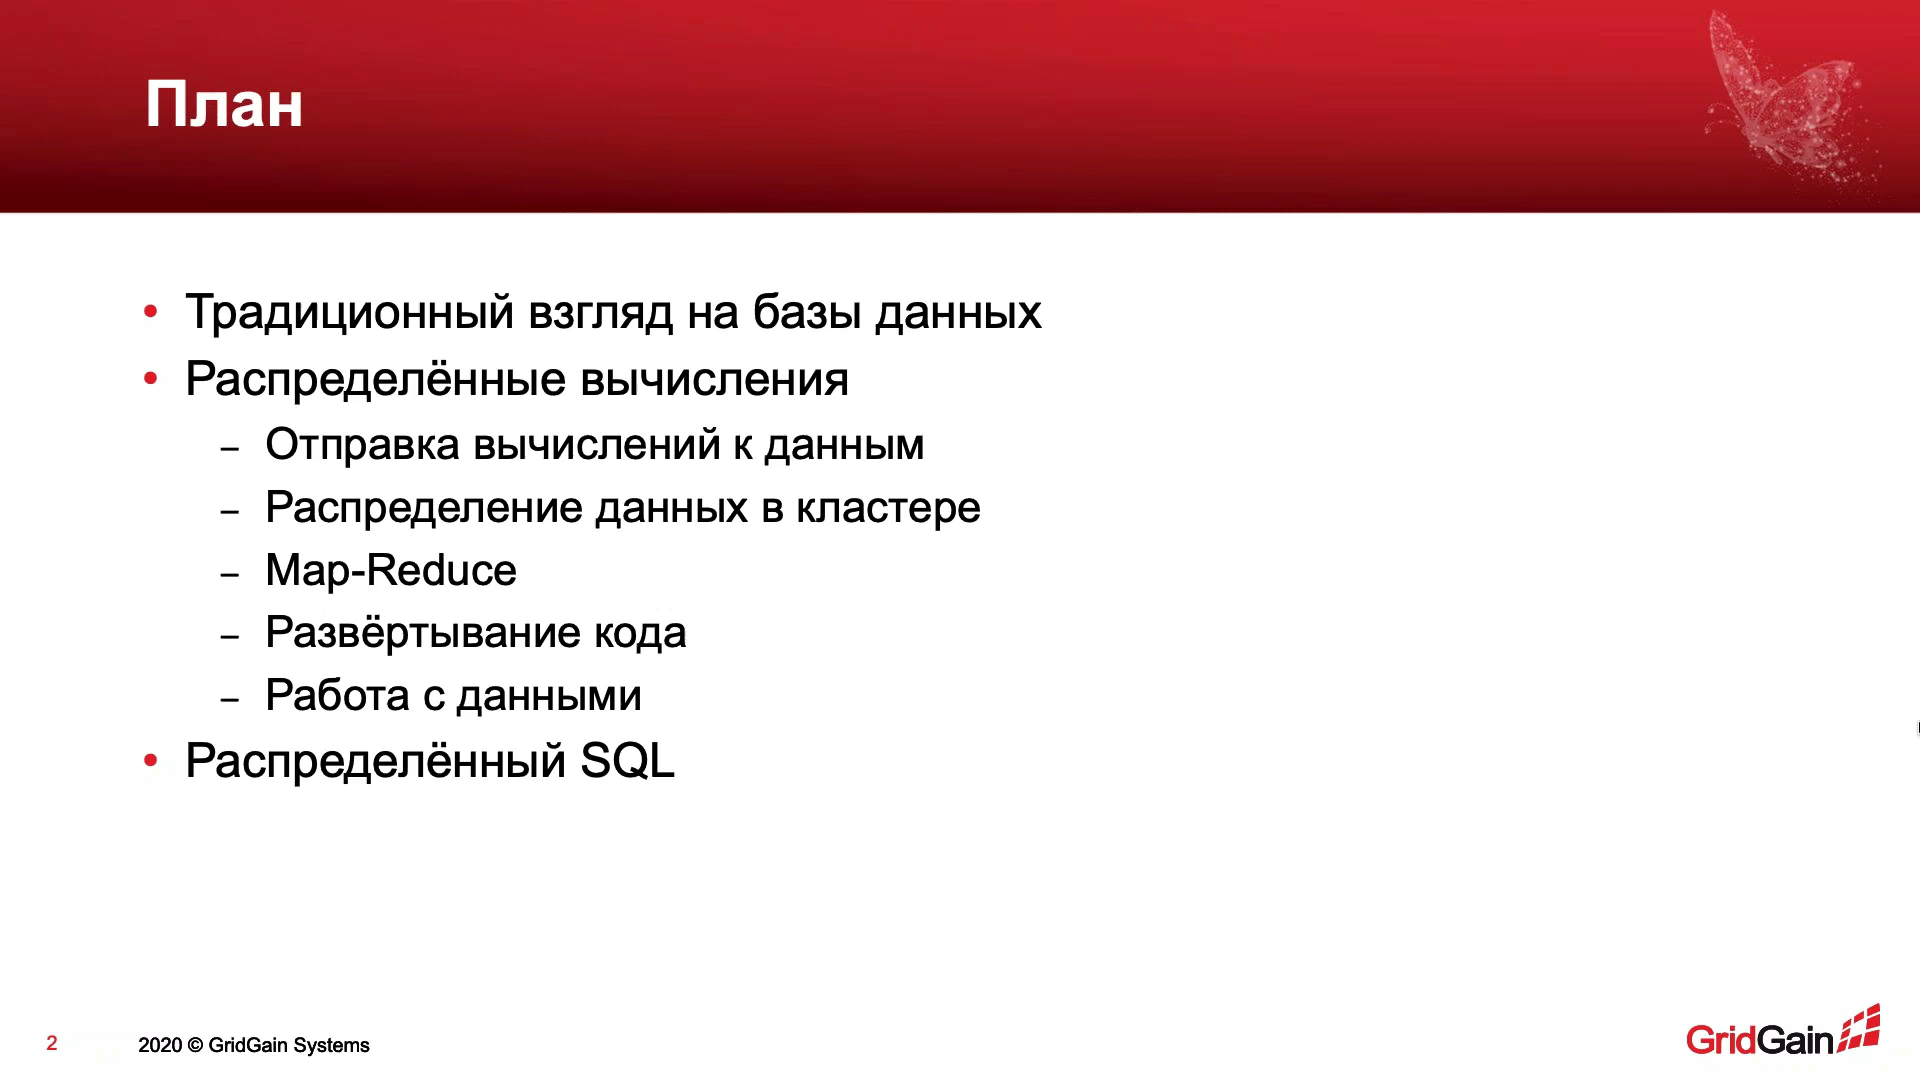 План
• Традиционный взгляд на базы данных
• Распределённые вычисления
– Отправка вычислений к данным
– Распределение данных в кластере
– Map-Reduce
– Развёртывание кода
– Работа с данными
• Распределённый SQL
2
2020 © GridGain Systems
GridGain